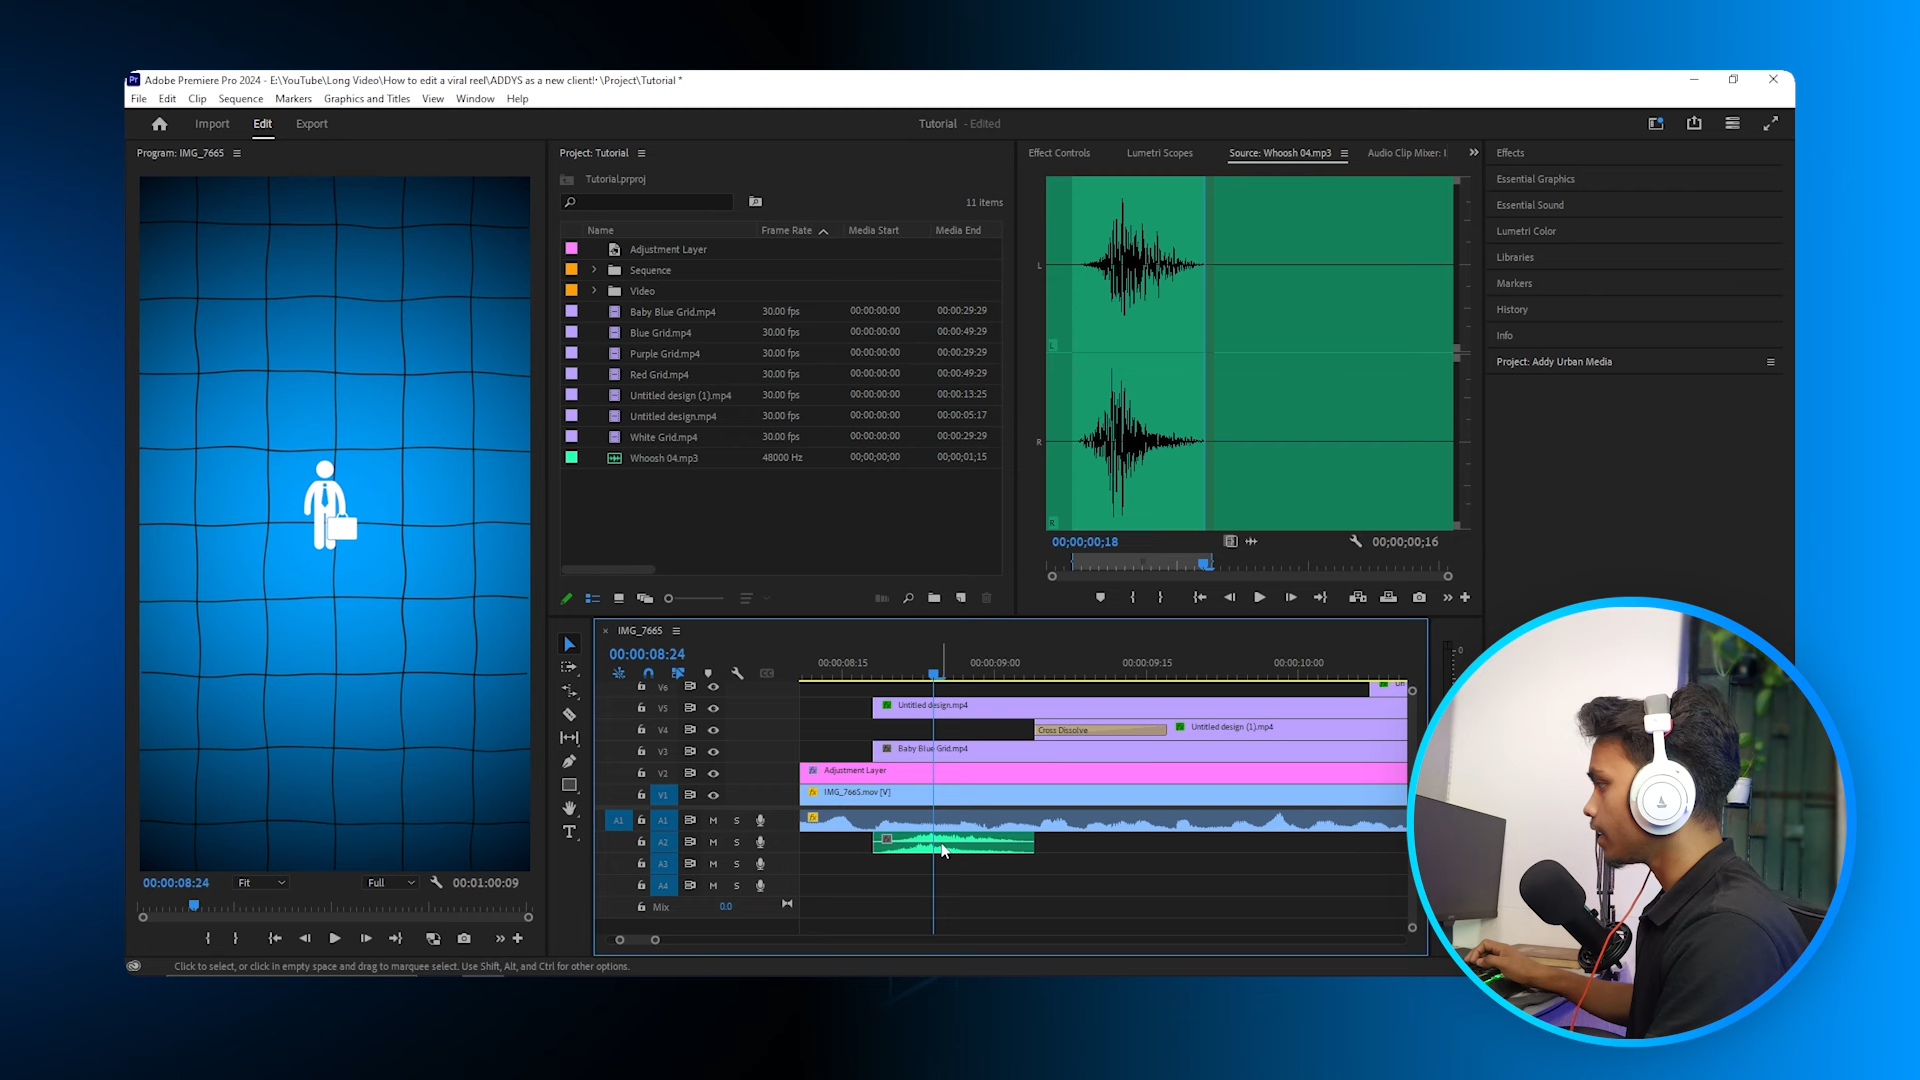 Pr Adobe Premiere Pro 2024 - E:\YouTube\Long Video\How to edit a viral reel\ADDYS as a new client!\Project\Tutorial *
File Edit Clip Sequence Markers Graphics and Titles View Window Help
Import Edit Export
Tutorial - Edited
Program: IMG_7665
Project: Tutorial
Tutorial.prproj
11 items
Name Frame Rate Media Start Media End
Adjustment Layer
Sequence
Video
Baby Blue Grid.mp4 30.00 fps 00:00:00:00 00:00:29:29
Blue Grid.mp4 30.00 fps 00:00:00:00 00:00:49:29
Purple Grid.mp4 30.00 fps 00:00:00:00 00:00:29:29
Red Grid.mp4 30.00 fps 00:00:00:00 00:00:49:29
Untitled design (1).mp4 30.00 fps 00:00:00:00 00:00:13:25
Untitled design.mp4 30.00 fps 00:00:00:00 00:00:05:17
White Grid.mp4 30.00 fps 00:00:00:00 00:00:29:29
Whoosh 04.mp3 48000 Hz 00;00;00;00 00;00;01;15
Effect Controls Lumetri Scopes Source: Whoosh 04.mp3 Audio Clip Mixer: I
L
L
R
R
00;00;00;18 00;00;00;16
Effects
Essential Graphics
Essential Sound
Lumetri Color
Libraries
Markers
History
Info
Project: Addy Urban Media
00:00:08:24 Fit Full 00:01:00:09
IMG_7665
00:00:08:24
00:00:08:15 00:00:09:00 00:00:09:15 00:00:10:00
V6 Un
V5 Untitled design.mp4
V4 Cross Dissolve Untitled design (1).mp4
V3 Baby Blue Grid.mp4
V2 Adjustment Layer
V1 fx IMG_7665.mov [V]
A1 A1 M S fx
A2 M S
A3 M S
A4 M S
Mix 0.0
0
Click to select, or click in empty space and drag to marquee select. Use Shift, Alt, and Ctrl for other options.